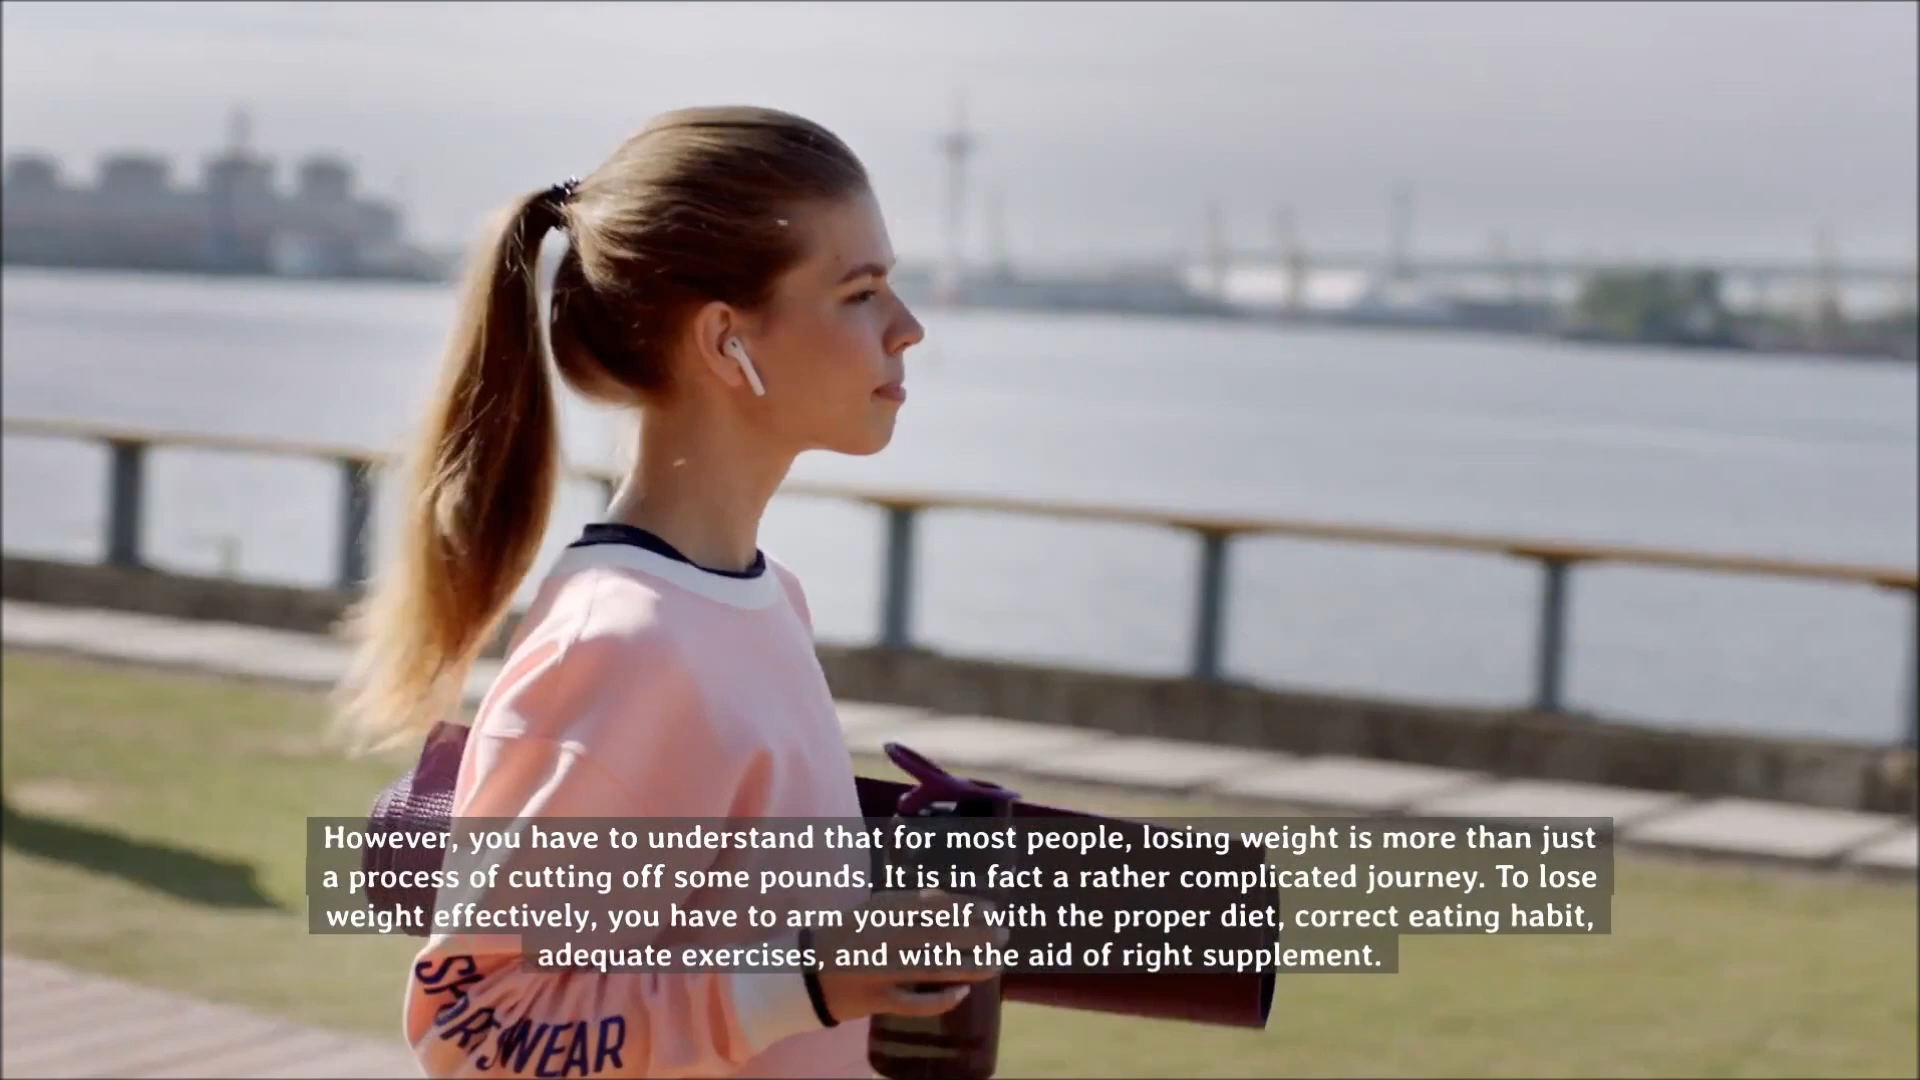 However, you have to understand that for most people, losing weight is more than just
a process of cutting off some pounds. It is in fact a rather complicated journey. To lose
weight effectively, you have to arm yourself with the proper diet, correct eating habit,
adequate exercises, and with the aid of right supplement.
SPORTSWEAR